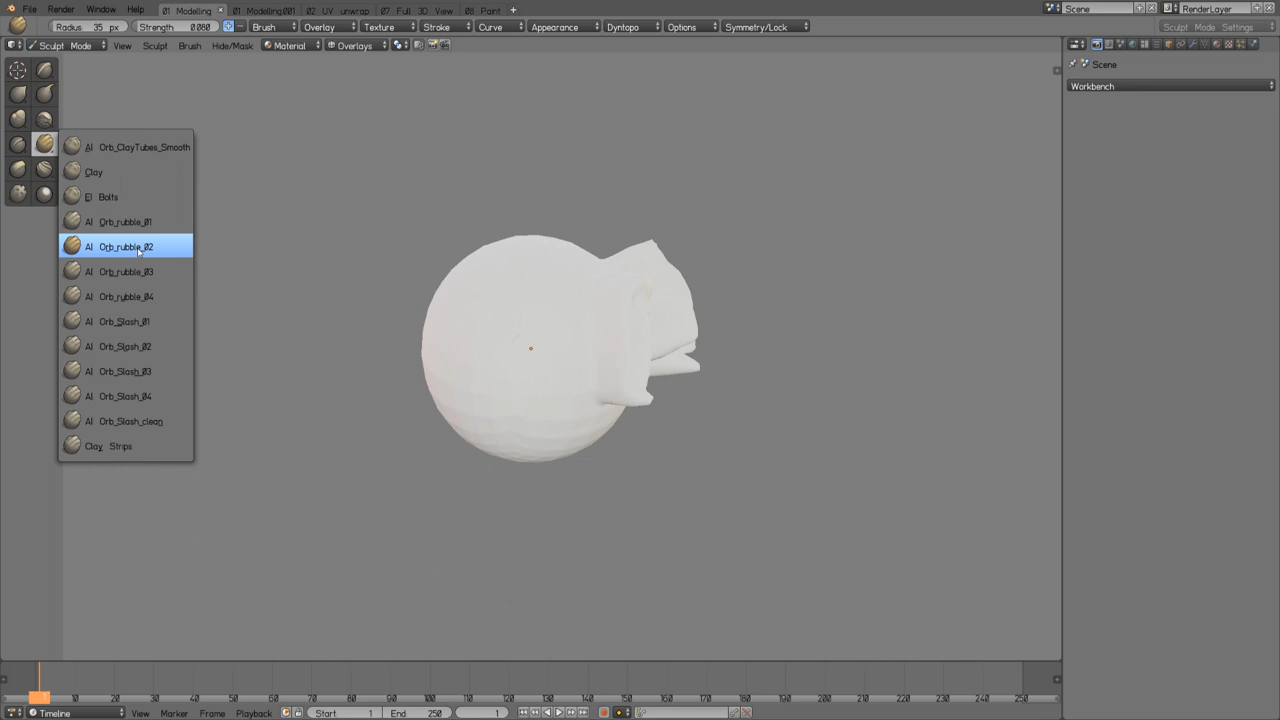 File Render Window Help 01 Modelling 01 Modelling.001 02 UV unwrap 07 Full 3D View 08 Paint Scene RenderLayer
Radius: 35 px Strength 0.080 Brush Overlay Texture Stroke Curve Appearance Dyntopo Options Symmetry/Lock Sculpt Mode Settings
Sculpt Mode View Sculpt Brush Hide/Mask Material Overlays
Scene
Workbench
AI Orb_ClayTubes_Smooth
Clay
EI Bolts
AI Orb_rubble_01
AI Orb_rubble_02
AI Orb_rubble_03
AI Orb_rubble_04
AI Orb_Slash_01
AI Orb_Slash_02
AI Orb_Slash_03
AI Orb_Slash_04
AI Orb_Slash_clean
Clay Strips
1 10 20 30 40 50 60 70 80 90 100 110 120 130 140 150 160 170 180 190 200 210 220 230 240 250
Timeline View Marker Frame Playback Start 1 End 250 1